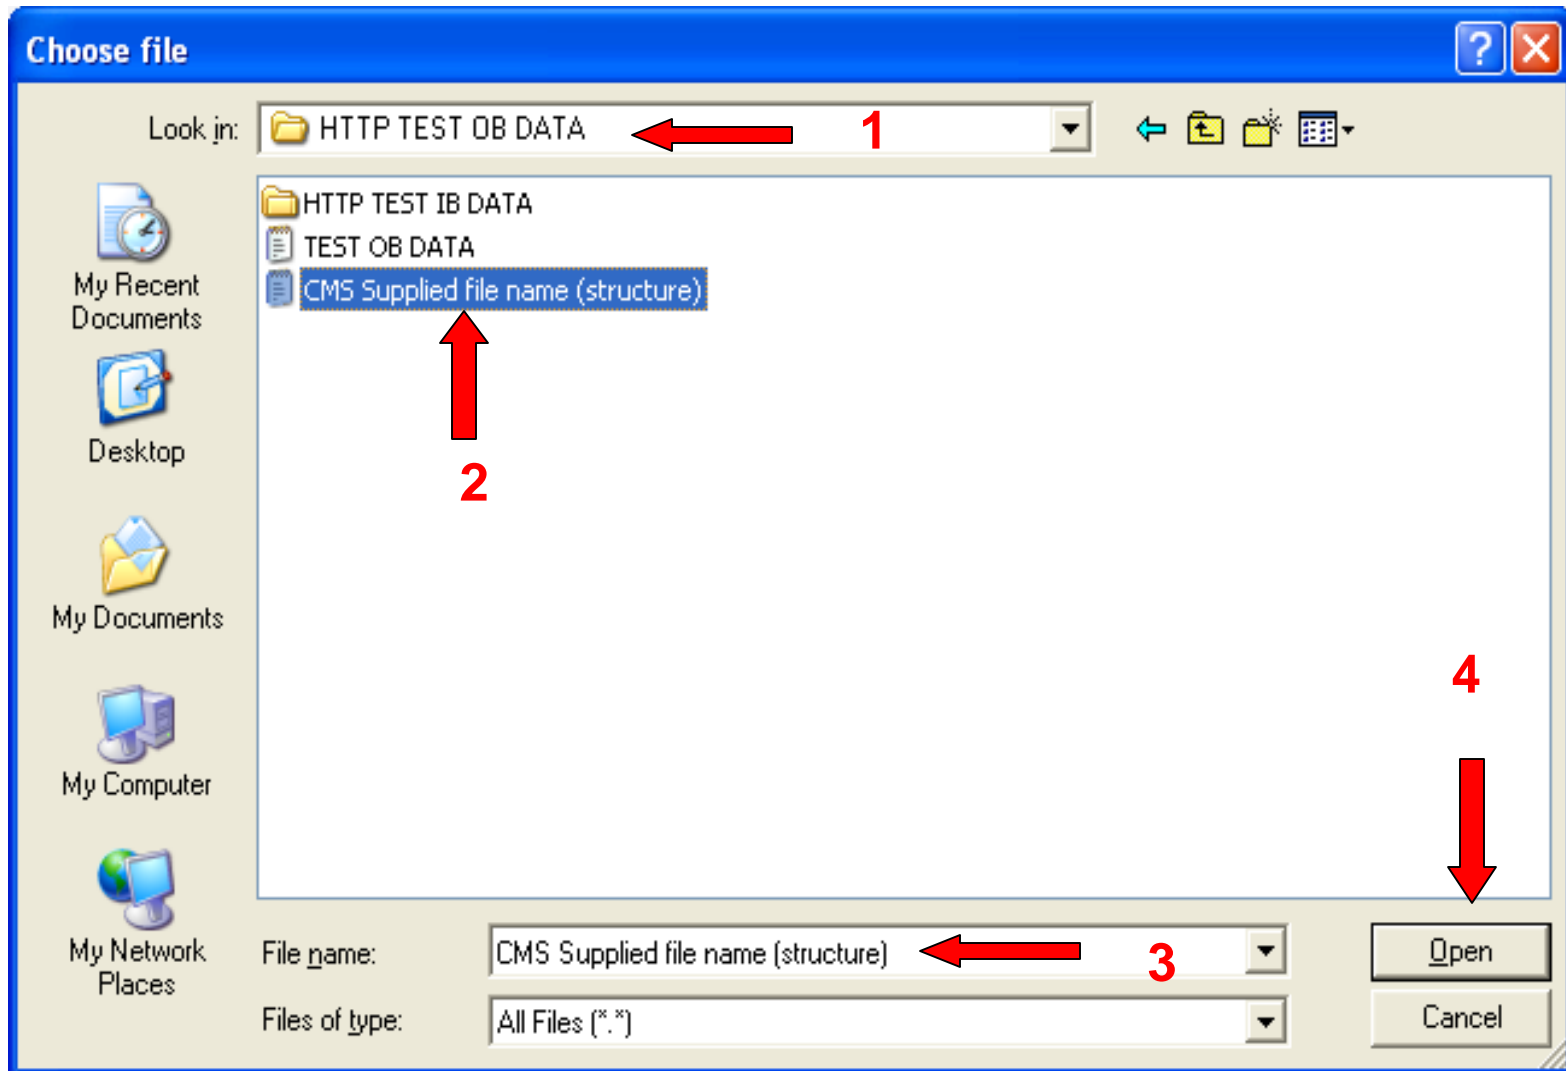 Choose file
?
Look in: HTTP TEST OB DATA 1
HTTP TEST IB DATA
TEST OB DATA
CMS Supplied file name (structure)
2
My Recent
Documents
Desktop
My Documents
My Computer
My Network
Places
4
File name: CMS Supplied file name (structure) 3 Open
Files of type: All Files (*.*) Cancel